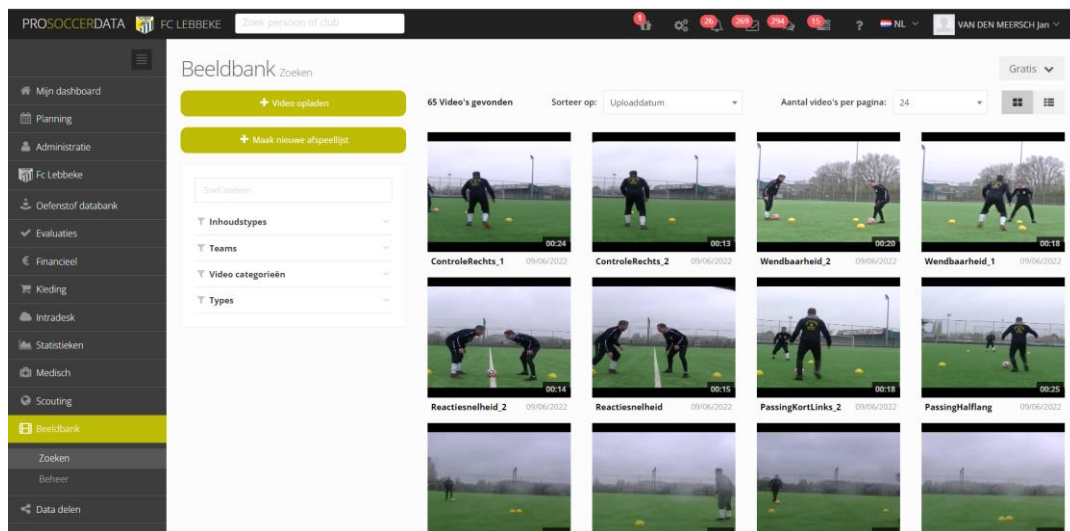 PROSOCCERDATA FC LEBBEKE Zoek persoon of club 1 26 269 294 15 ? NL VAN DEN MEERSCH Jan
Beeldbank Zoeken
Gratis
Mijn dashboard
Planning
Administratie
Fc Lebbeke
Oefenstof databank
Evaluaties
Financieel
Kleding
Intradesk
Statistieken
Medisch
Scouting
Beeldbank
Zoeken
Beheer
Data delen
+ Video opladen
+ Maak nieuwe afspeellijst
Snel zoeken
Inhoudstypes
Teams
Video categorieën
Types
65 Video's gevonden Sorteer op: Uploaddatum Aantal video's per pagina: 24
00:24 00:13 00:20 00:18
ControleRechts_1 09/06/2022 ControleRechts_2 09/06/2022 Wendbaarheid_2 09/06/2022 Wendbaarheid_1 09/06/2022
00:14 00:15 00:18 00:25
Reactiesnelheid_2 09/06/2022 Reactiesnelheid 09/06/2022 PassingKortLinks_2 09/06/2022 PassingHalflang 09/06/2022